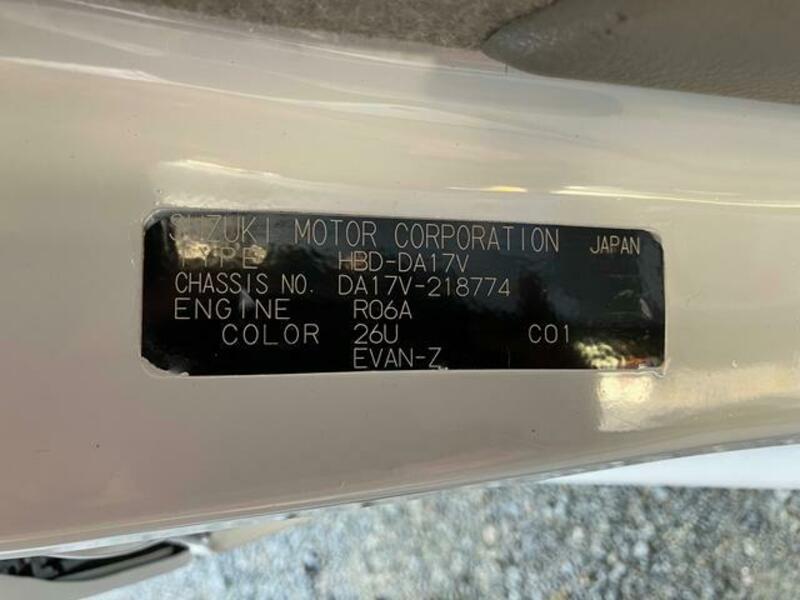 SUZUKI MOTOR CORPORATION JAPAN
TYPE HBD-DA17V
CHASSIS NO. DA17V-218774
ENGINE R06A
COLOR 26U C01
EVAN-Z